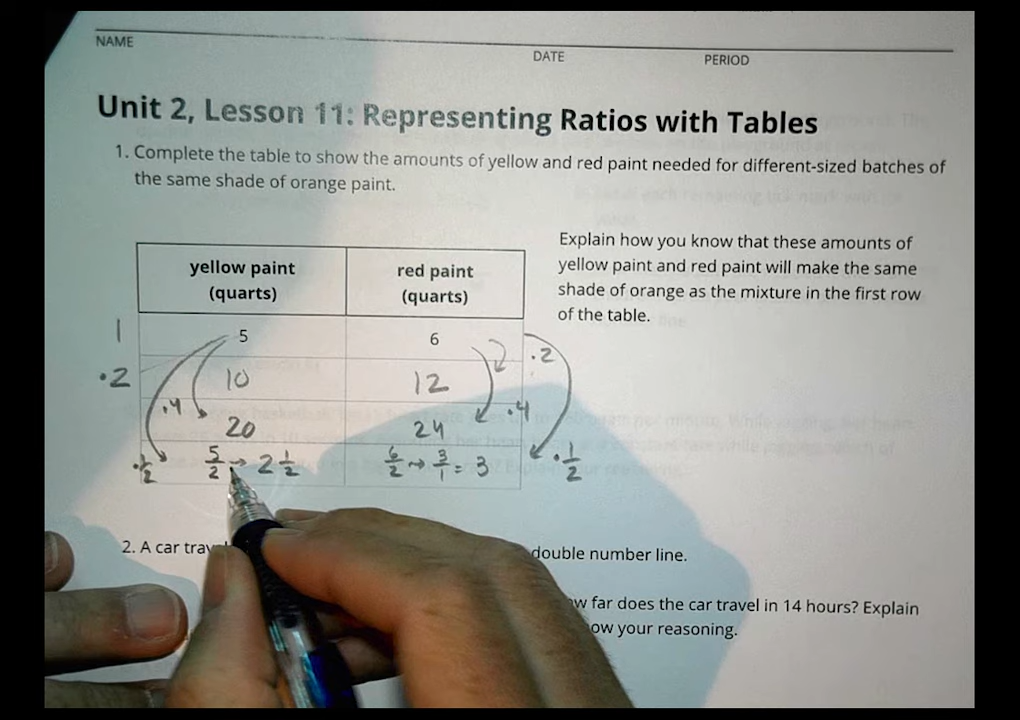 NAME
DATE
PERIOD
Unit 2, Lesson 11: Representing Ratios with Tables
1. Complete the table to show the amounts of yellow and red paint needed for different-sized batches of
the same shade of orange paint.
yellow paint
(quarts)
red paint
(quarts)
1 5 6 ·2
·2 10 12
·4 20 24 ·4
·1/2 5/2 → 2 1/2 6/2 → 3/1 = 3 ·1/2
Explain how you know that these amounts of
yellow paint and red paint will make the same
shade of orange as the mixture in the first row
of the table.
2. A car
double number line.
far does the car travel in 14 hours? Explain
your reasoning.